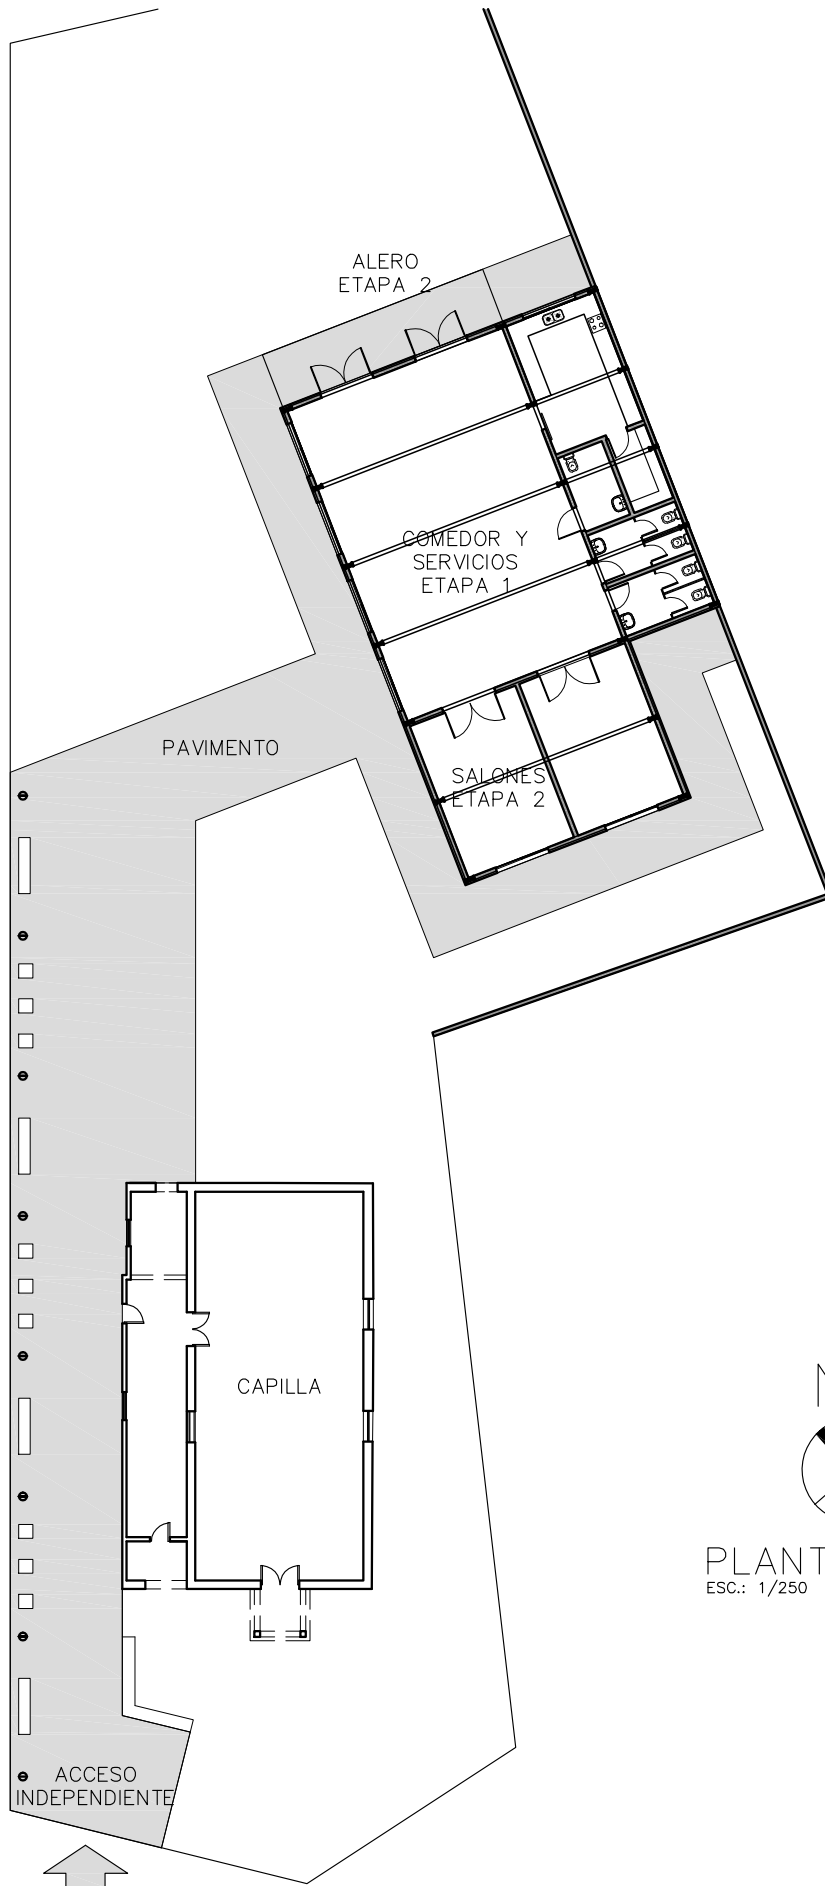 ALERO
ETAPA 2
COMEDOR Y
SERVICIOS
ETAPA 1
PAVIMENTO
SALONES
ETAPA 2
CAPILLA
PLANT
ESC.: 1/250
ACCESO
INDEPENDIENTE